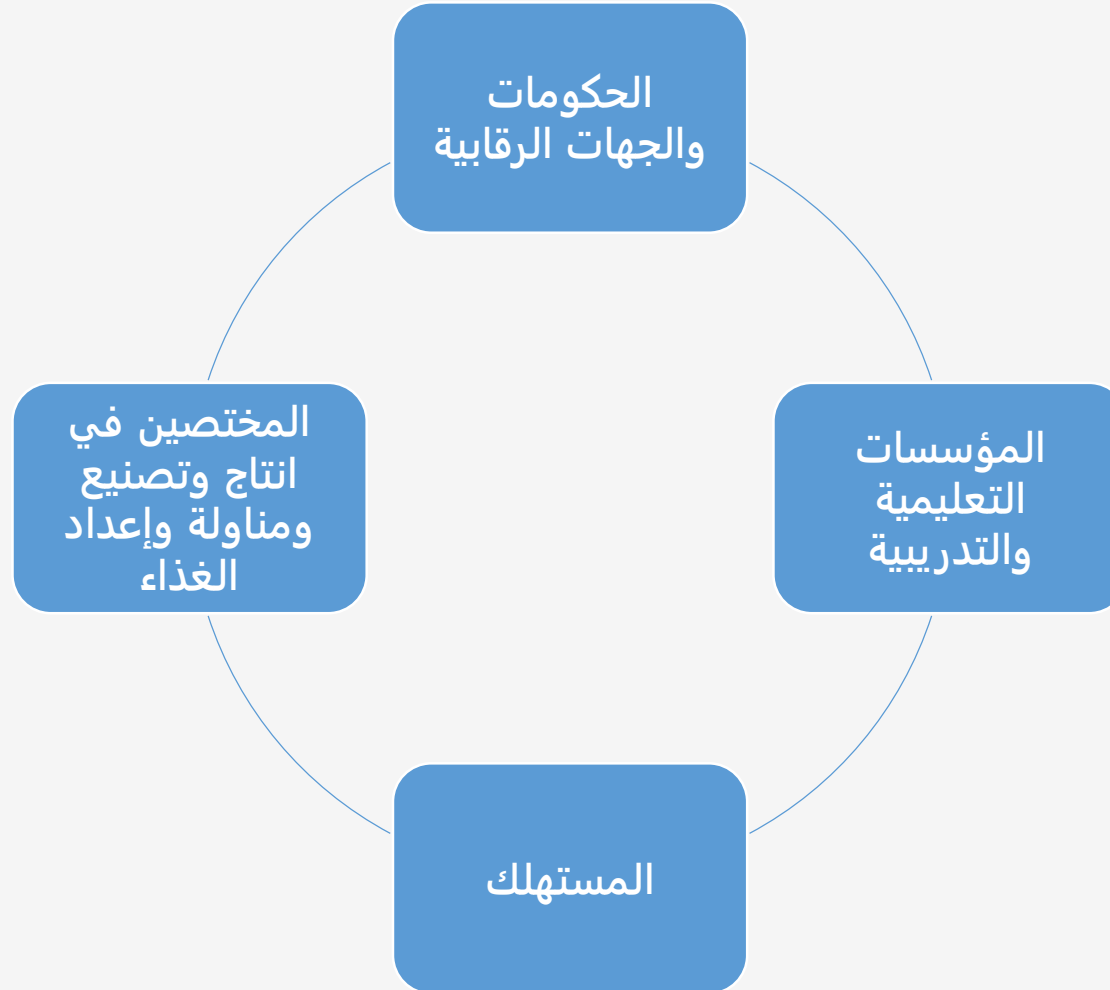 الحكومات
والجهات الرقابية
المؤسسات
التعليمية
والتدريبية
المستهلك
المختصين في
انتاج وتصنيع
ومناولة وإعداد
الغذاء